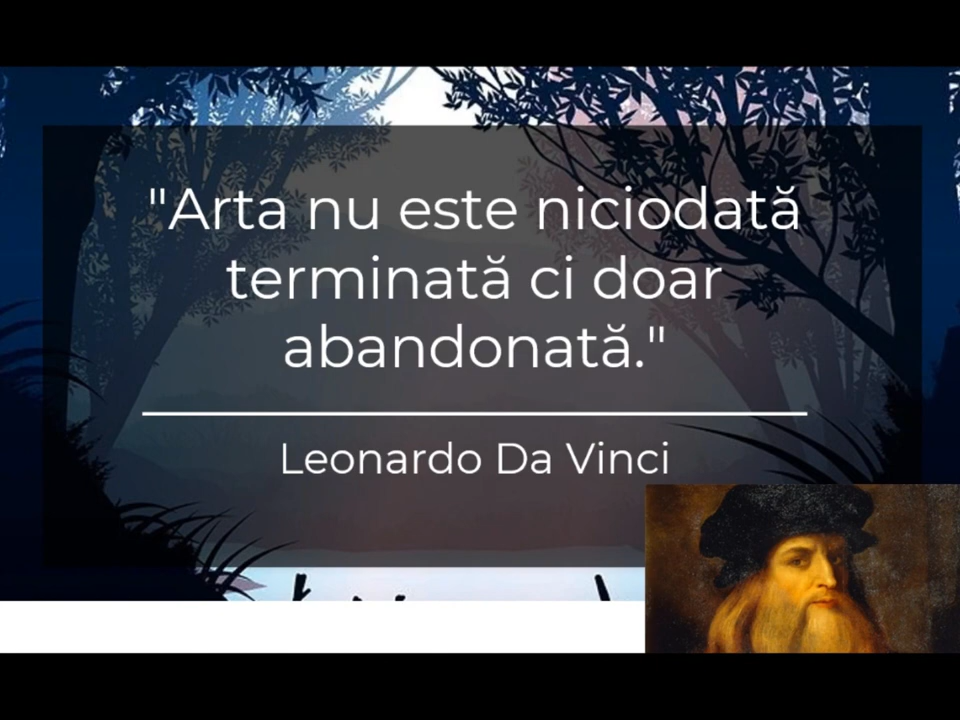 "Arta nu este niciodată
terminată ci doar
abandonată."
Leonardo Da Vinci